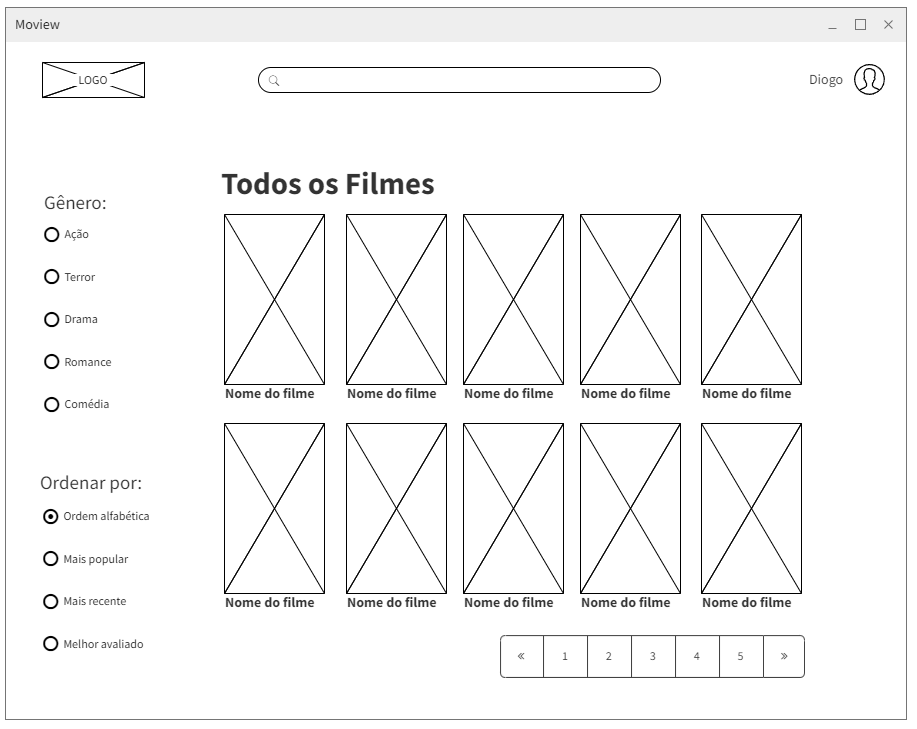 Moview
LOGO
Diogo
Todos os Filmes
Gênero:
Ação
Terror
Drama
Romance
Comédia
Nome do filme Nome do filme Nome do filme Nome do filme Nome do filme
Ordenar por:
Ordem alfabética
Mais popular
Mais recente
Melhor avaliado
Nome do filme Nome do filme Nome do filme Nome do filme Nome do filme
« 1 2 3 4 5 »